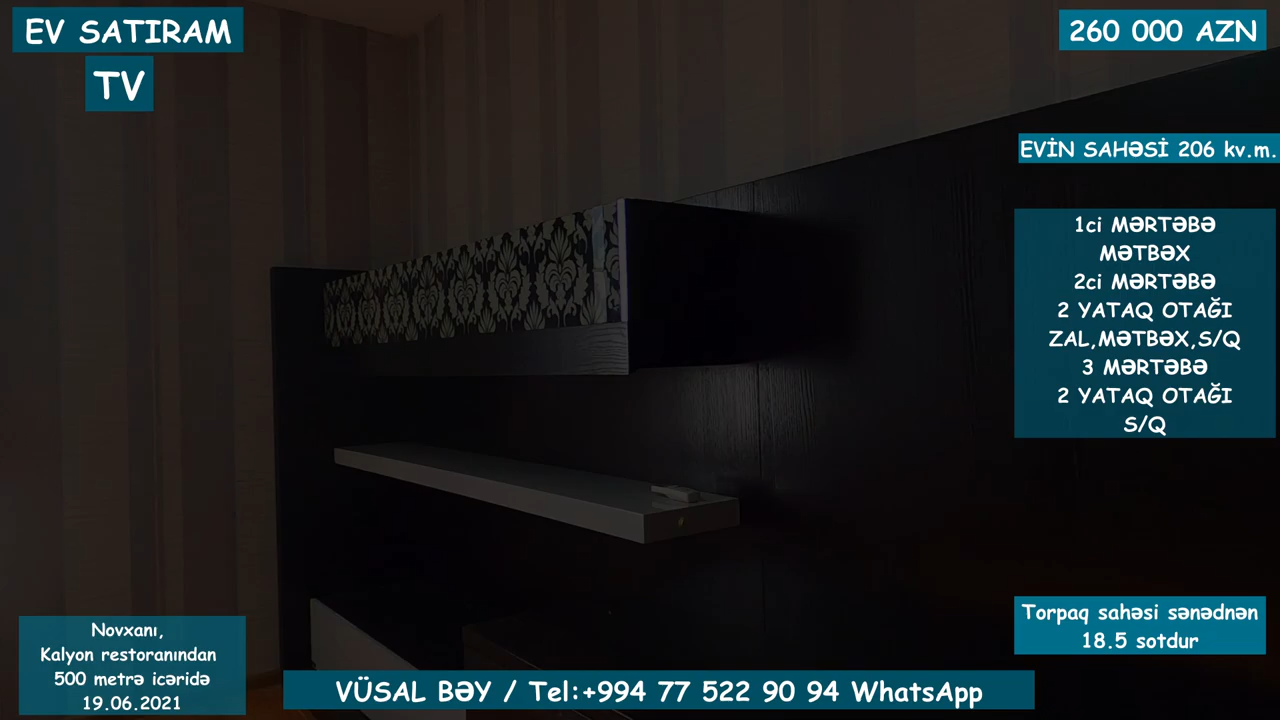 EV SATIRAM
TV
260 000 AZN
EVİN SAHƏSİ 206 kv.m.
1ci MƏRTƏBƏ
MƏTBƏX
2ci MƏRTƏBƏ
2 YATAQ OTAĞI
ZAL,MƏTBƏX,S/Q
3 MƏRTƏBƏ
2 YATAQ OTAĞI
S/Q
Torpaq sahəsi sənədnən
18.5 sotdur
Novxanı,
Kalyon restoranından
500 metrə icəridə
19.06.2021
VÜSAL BƏY / Tel:+994 77 522 90 94 WhatsApp